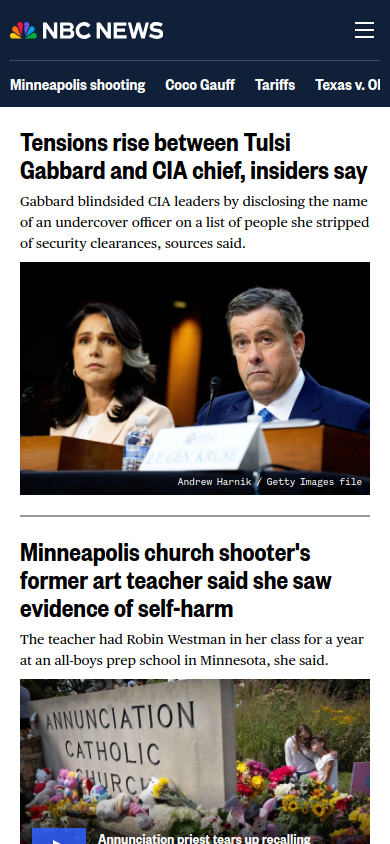 NBC NEWS
Minneapolis shooting Coco Gauff Tariffs Texas v. Ol
Tensions rise between Tulsi
Gabbard and CIA chief, insiders say
Gabbard blindsided CIA leaders by disclosing the name
of an undercover officer on a list of people she stripped
of security clearances, sources said.
LT. GEN. KRUSE
Andrew Harnik / Getty Images file
Minneapolis church shooter's
former art teacher said she saw
evidence of self-harm
The teacher had Robin Westman in her class for a year
at an all-boys prep school in Minnesota, she said.
ANNUNCIATION
CATHOLIC
CHURCH
Annunciation priest tears up recalling